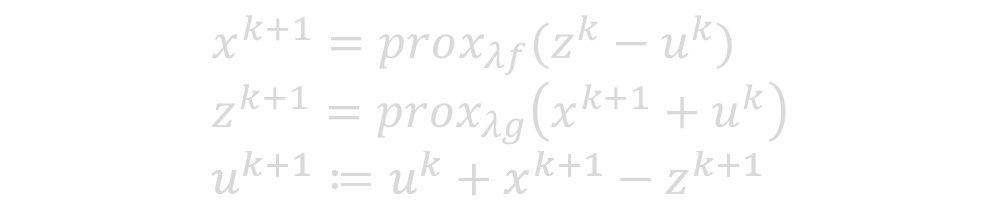 x^{k+1} = prox_{λf}(z^k − u^k)
z^{k+1} = prox_{λg}(x^{k+1} + u^k)
u^{k+1} ≔ u^k + x^{k+1} − z^{k+1}